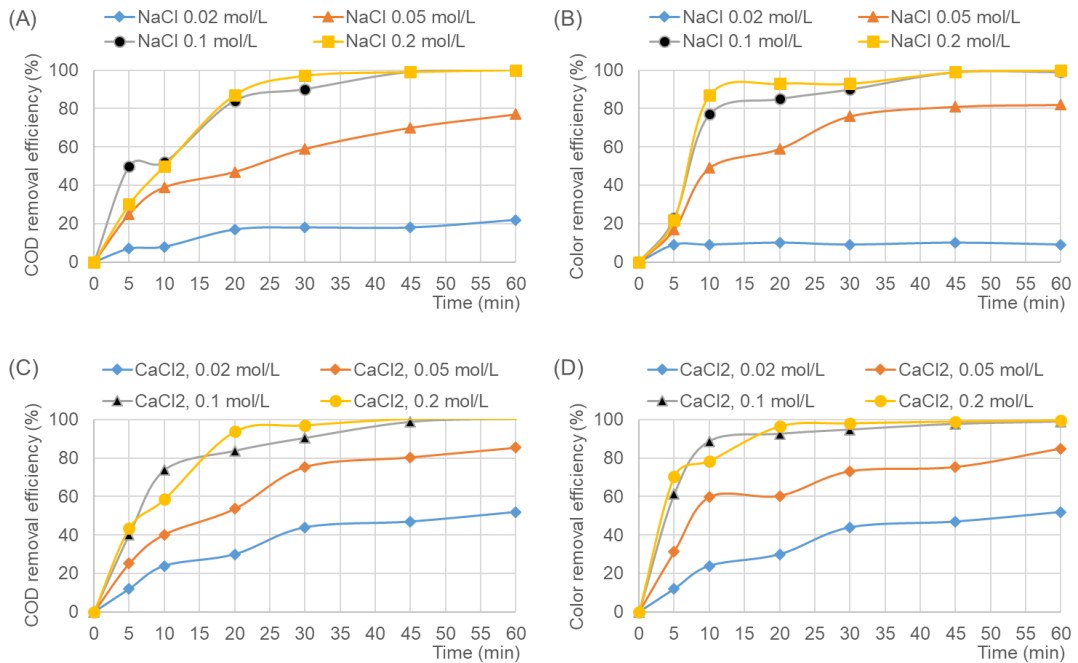 (A)
NaCl 0.02 mol/L NaCl 0.05 mol/L
NaCl 0.1 mol/L NaCl 0.2 mol/L
COD removal efficiency (%)
100
80
60
40
20
0
0 5 10 15 20 25 30 35 40 45 50 55 60
Time (min)
(B)
NaCl 0.02 mol/L NaCl 0.05 mol/L
NaCl 0.1 mol/L NaCl 0.2 mol/L
Color removal efficiency (%)
100
80
60
40
20
0
0 5 10 15 20 25 30 35 40 45 50 55 60
Time (min)
(C)
CaCl2, 0.02 mol/L CaCl2, 0.05 mol/L
CaCl2, 0.1 mol/L CaCl2, 0.2 mol/L
COD removal efficiency (%)
100
80
60
40
20
0
0 5 10 15 20 25 30 35 40 45 50 55 60
Time (min)
(D)
CaCl2, 0.02 mol/L CaCl2, 0.05 mol/L
CaCl2, 0.1 mol/L CaCl2, 0.2 mol/L
Color removal efficiency (%)
100
80
60
40
20
0
0 5 10 15 20 25 30 35 40 45 50 55 60
Time (min)